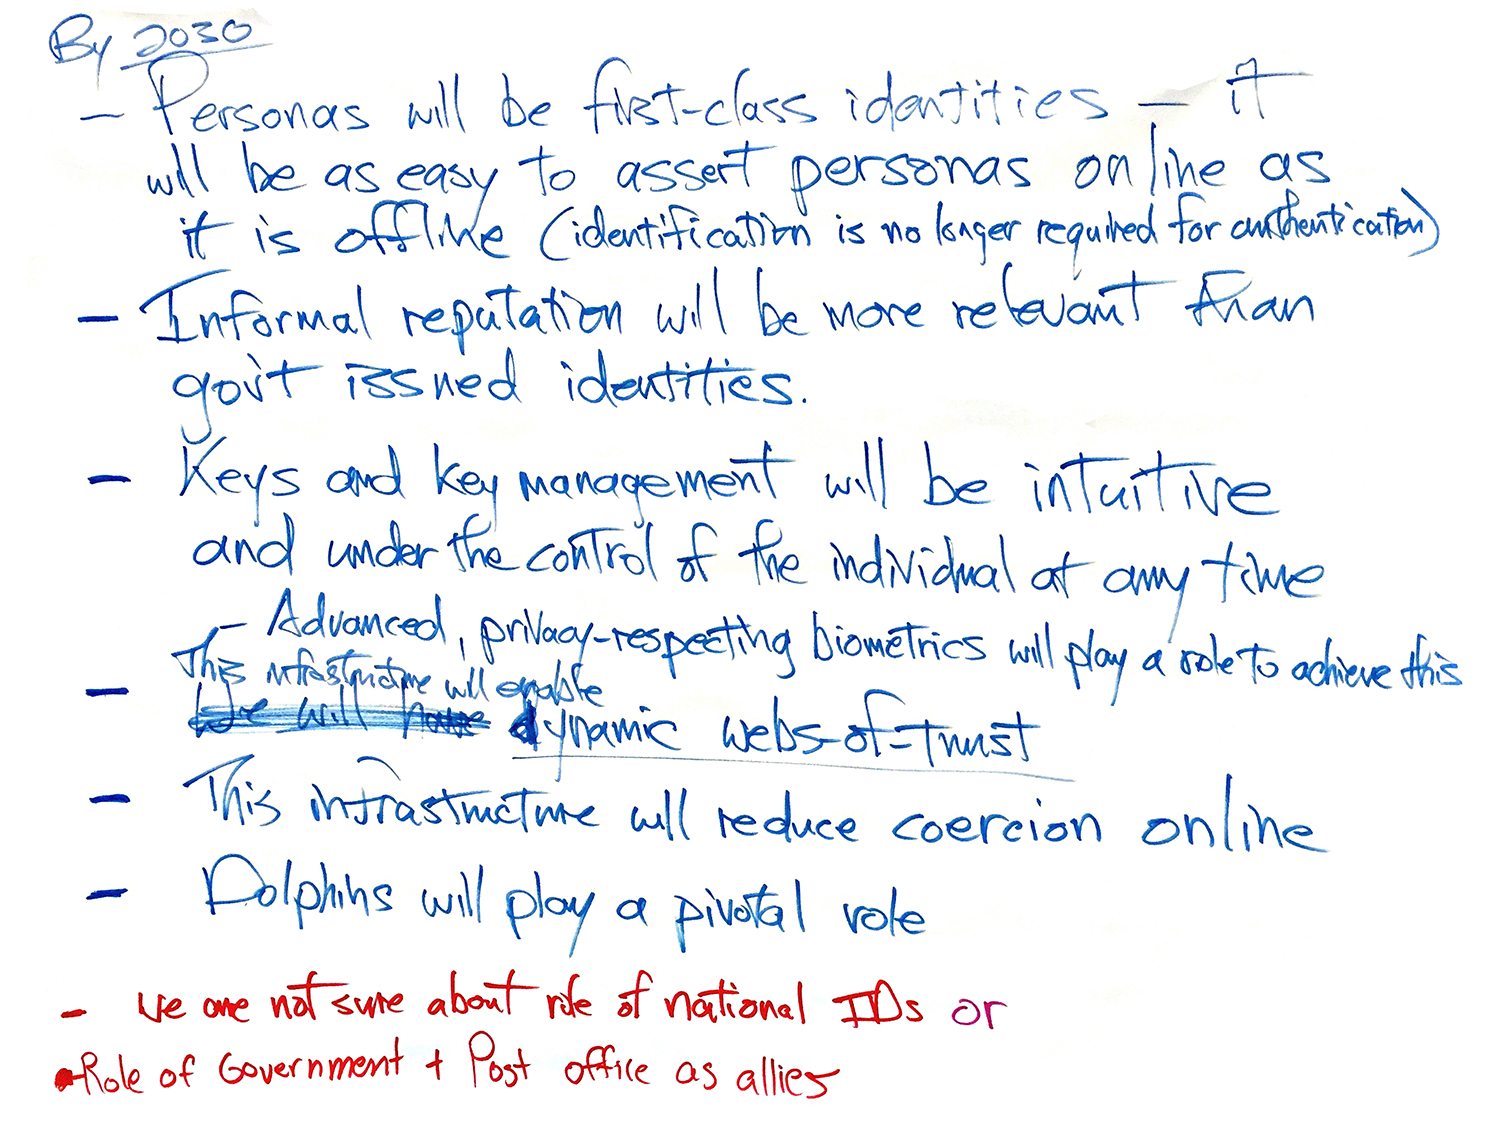 By 2030
- Personas will be first-class identities - it
will be as easy to assert personas online as
it is offline (identification is no longer required for authentication)
- Informal reputation will be more relevant than
gov't issued identities.
- Keys and key management will be intuitive
and under the control of the individual at any time
- Advanced, privacy-respecting biometrics will play a role to achieve this
This infrastructure will enable
- We will have dynamic webs-of-trust
- This infrastructure will reduce coercion online
- Dolphins will play a pivotal role
- We are not sure about role of national IDs or
- Role of Government + Post office as allies